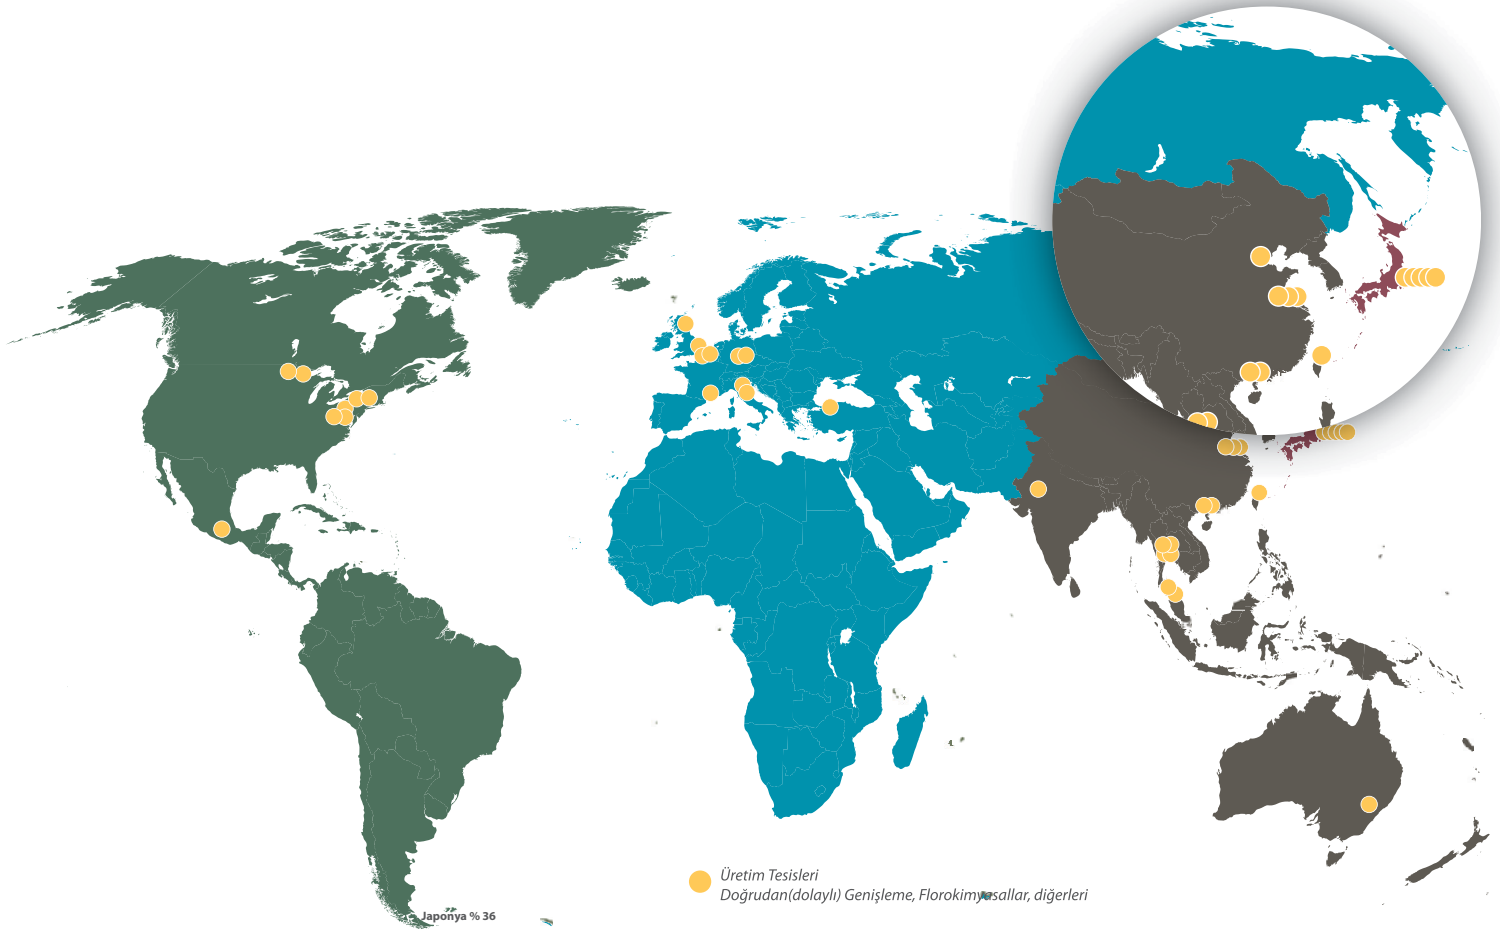 Üretim Tesisleri
Doğrudan(dolaylı) Genişleme, Florokimyasallar, diğerleri
Japonya % 36